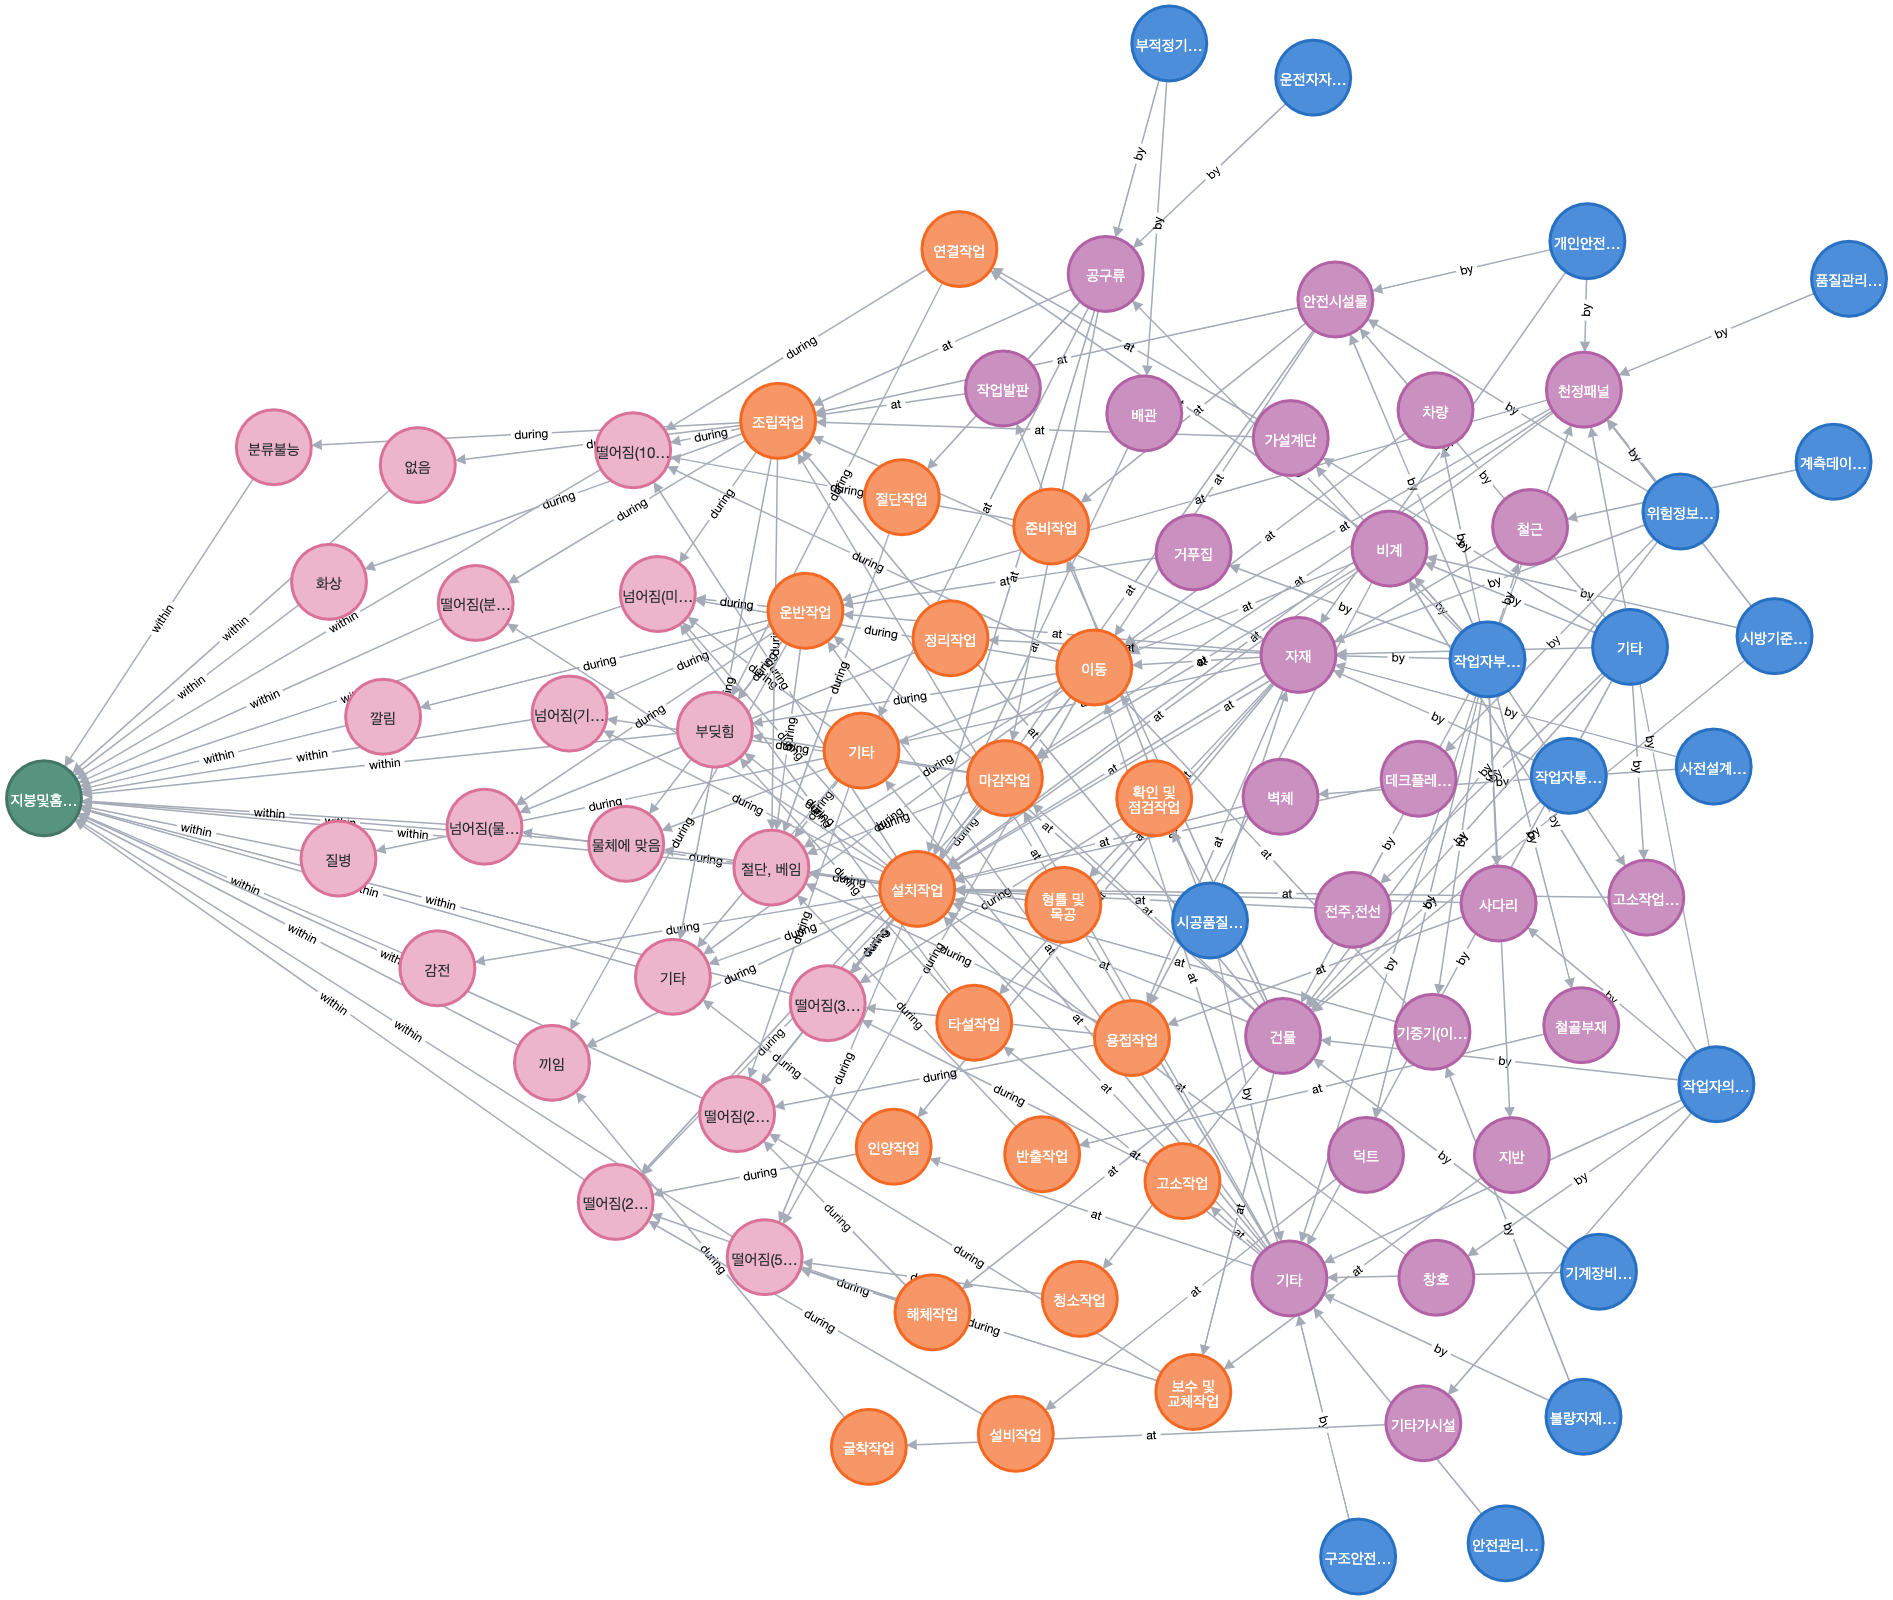 부적정기...
운전자자...
개인안전...
연결작업
공구류
품질관리...
안전시설물
작업발판
천정패널
배관
차량
조립작업
가설계단
분류불능
없음
떨어짐(10...
계측데이...
절단작업
위험정보...
준비작업
철근
비계
거푸집
화상
떨어짐(분...
넘어짐(미...
운반작업
정리작업
시방기준...
기타
자재
작업자부...
이동
깔림
넘어짐(기...
부딪힘
기타
사전설계...
마감작업
작업자통...
데크플레...
확인 및
점검작업
벽체
지붕및홈...
넘어짐(물...
물체에 맞음
질병
절단, 베임
설치작업
형틀 및
목공
시공품질...
전주,전선
사다리
고소작업...
감전
기타
떨어짐(3...
타설작업
용접작업
건물
기중기(이...
철골부재
끼임
떨어짐(2...
작업자의...
인양작업
반출작업
덕트
지반
고소작업
떨어짐(2...
떨어짐(5...
기타
창호
기계장비...
청소작업
해체작업
보수 및
교체작업
기타가시설
불량자재...
설비작업
굴착작업
안전관리...
구조안전...
within
during
at
by